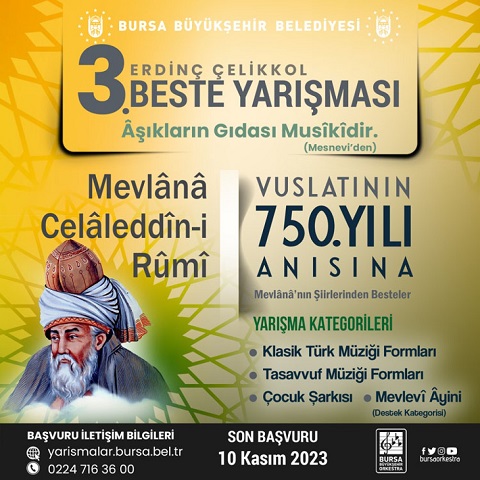 BURSA BÜYÜKŞEHİR BELEDİYESİ
3.
ERDİNÇ ÇELİKKOL
BESTE YARIŞMASI
Âşıkların Gıdası Musîkîdir.
(Mesnevi'den)
Mevlânâ
Celâleddîn-i
Rûmî
VUSLATININ
750.YILI
ANISINA
Mevlânâ'nın Şiirlerinden Besteler
YARIŞMA KATEGORİLERİ
• Klasik Türk Müziği Formları
• Tasavvuf Müziği Formları
• Çocuk Şarkısı • Mevlevî Âyini
(Destek Kategorisi)
BAŞVURU İLETİŞİM BİLGİLERİ
yarismalar.bursa.bel.tr
0224 716 36 00
SON BAŞVURU
10 Kasım 2023
BURSA
BÜYÜKŞEHİR
ORKESTRA
bursaorkestra